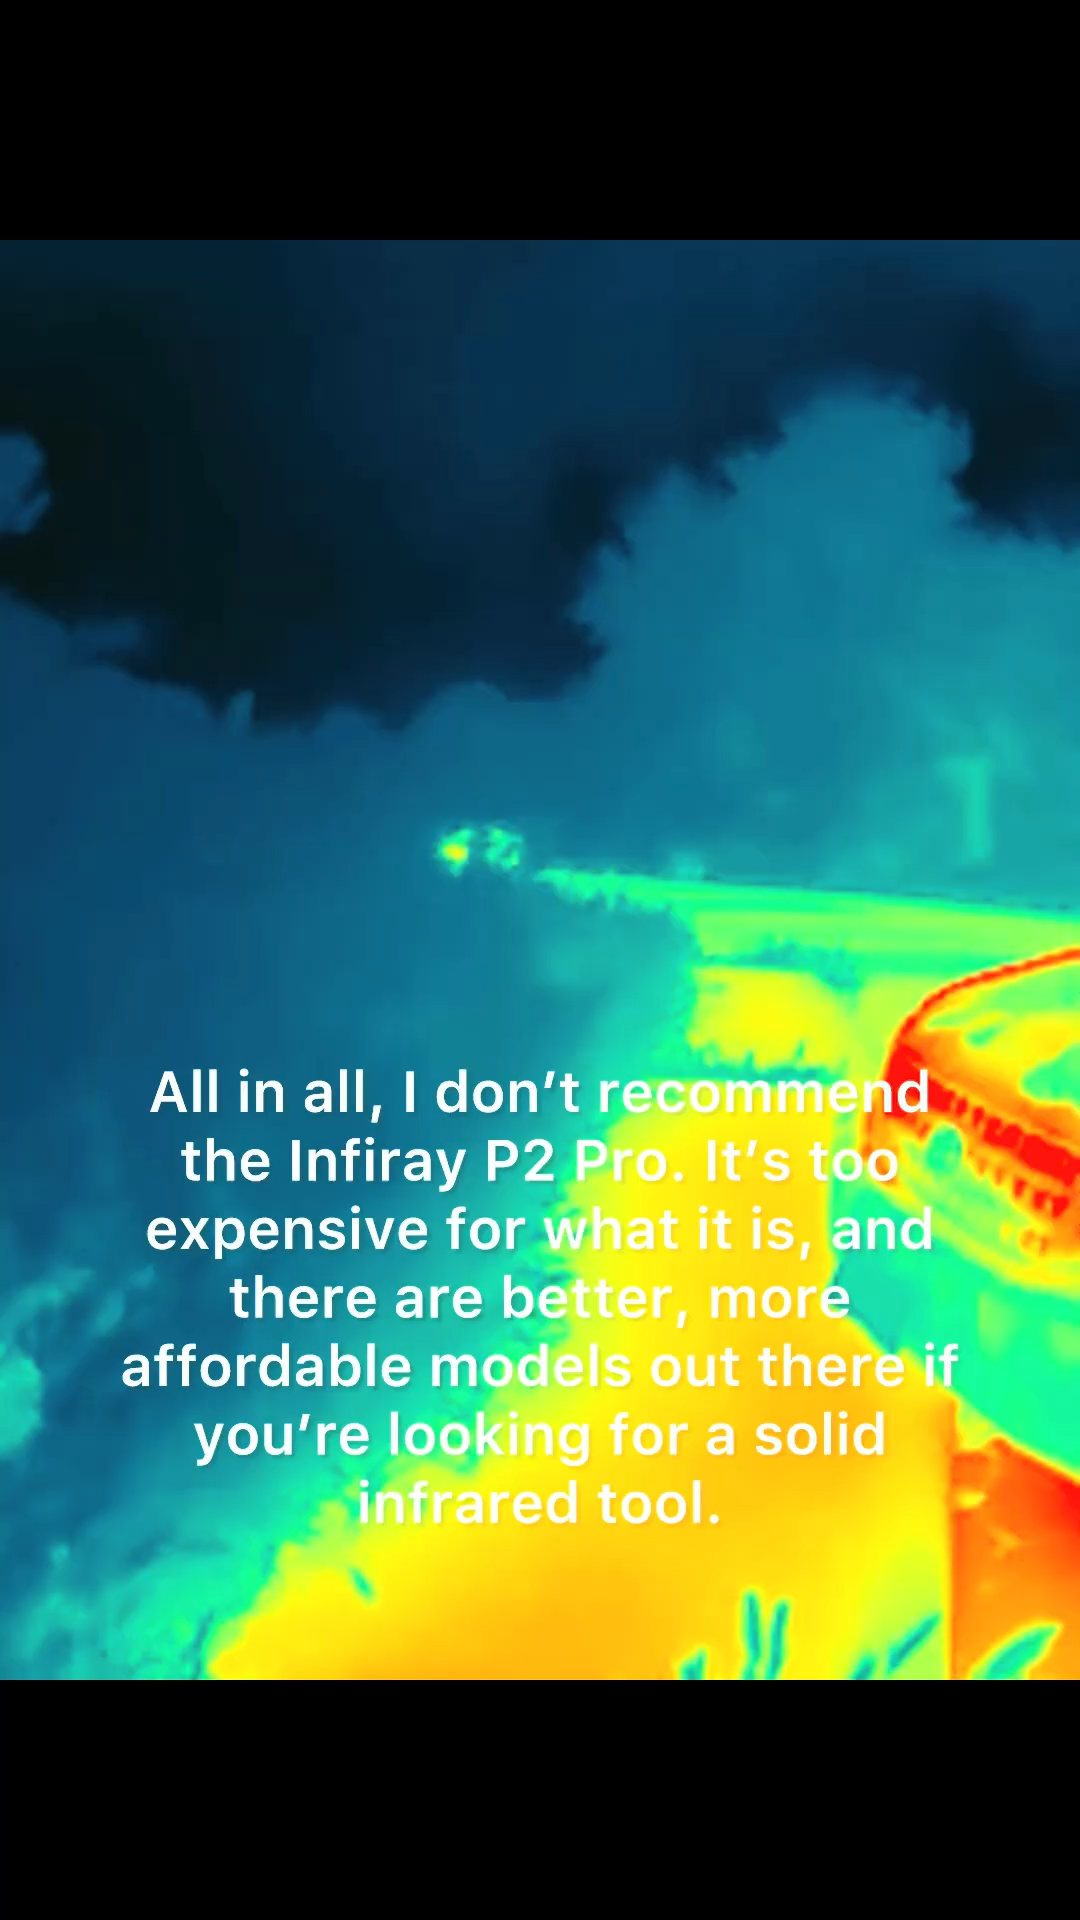 All in all, I don’t recommend
the Infiray P2 Pro. It’s too
expensive for what it is, and
there are better, more
affordable models out there if
you’re looking for a solid
infrared tool.